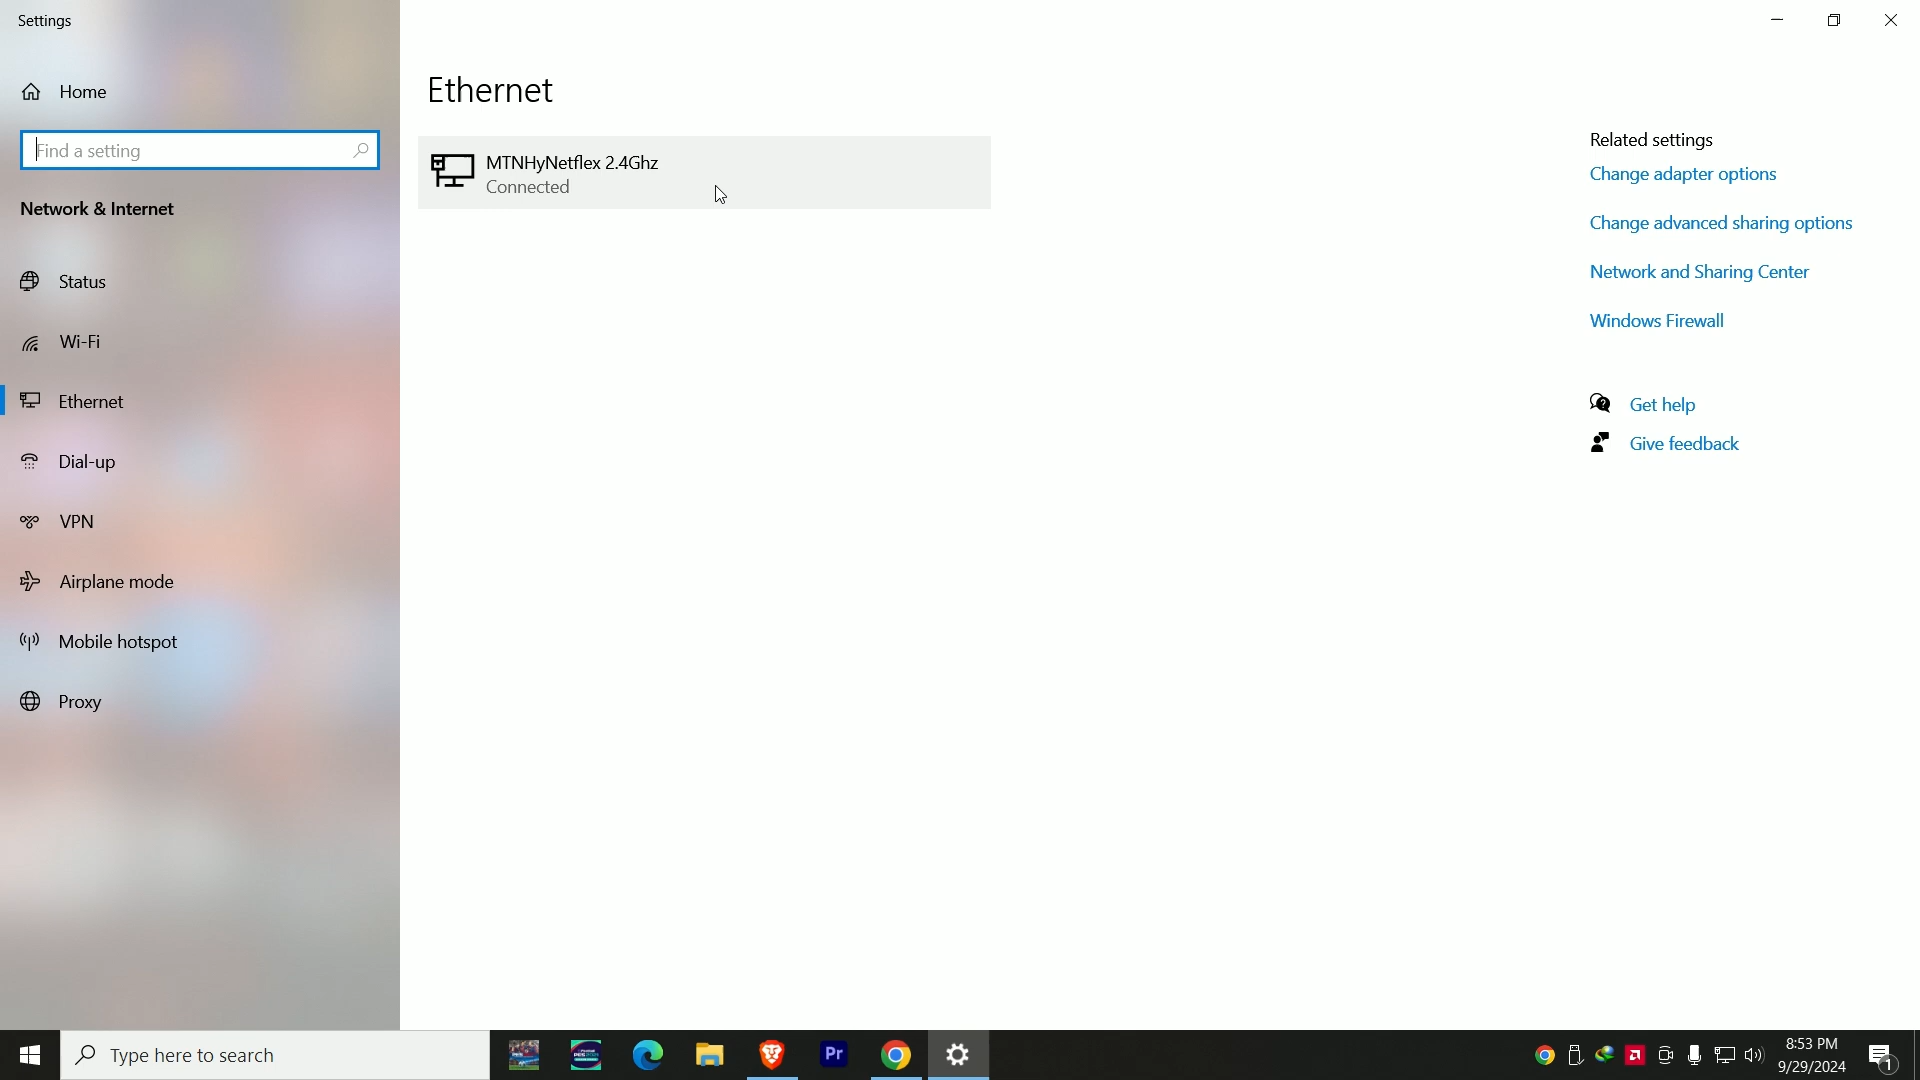 Settings
Home
Find a setting
Network & Internet
Status
Wi-Fi
Ethernet
Dial-up
VPN
Airplane mode
Mobile hotspot
Proxy
Ethernet
MTNHyNetflex 2.4Ghz
Connected
Related settings
Change adapter options
Change advanced sharing options
Network and Sharing Center
Windows Firewall
Get help
Give feedback
Type here to search
Pr
8:53 PM
9/29/2024
1